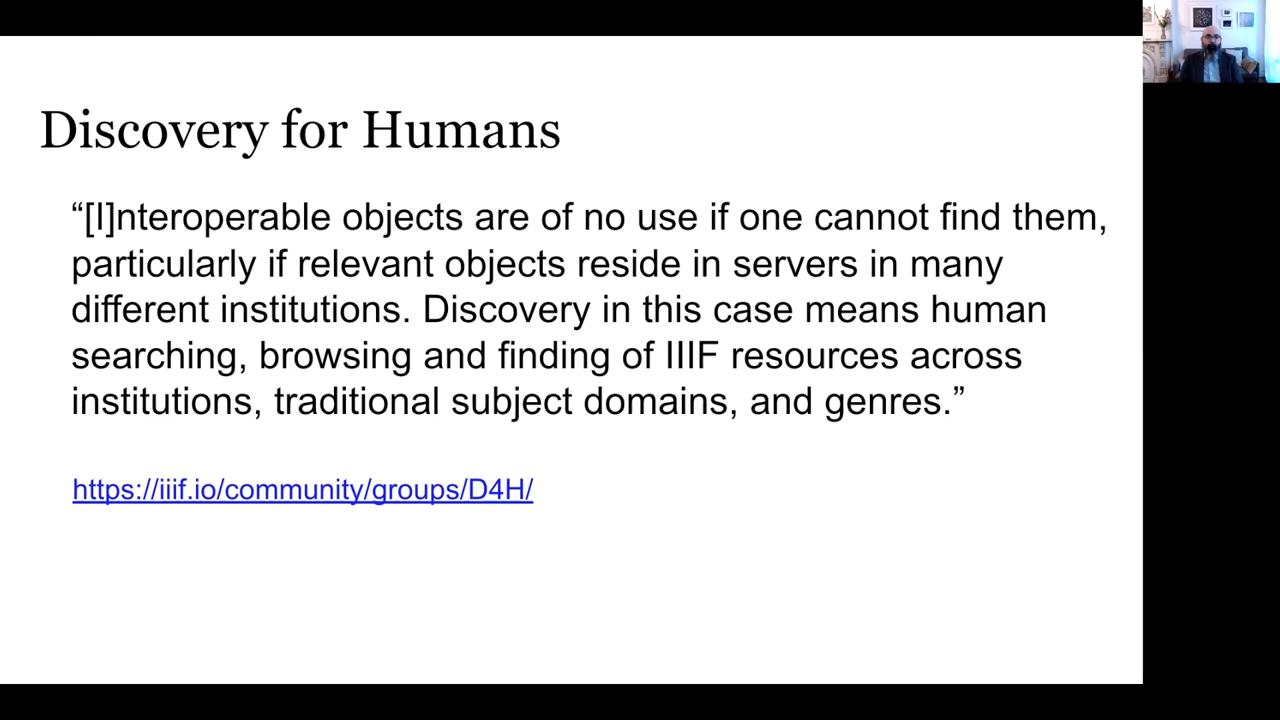 Discovery for Humans
“[I]nteroperable objects are of no use if one cannot find them,
particularly if relevant objects reside in servers in many
different institutions. Discovery in this case means human
searching, browsing and finding of IIIF resources across
institutions, traditional subject domains, and genres.”
https://iiif.io/community/groups/D4H/